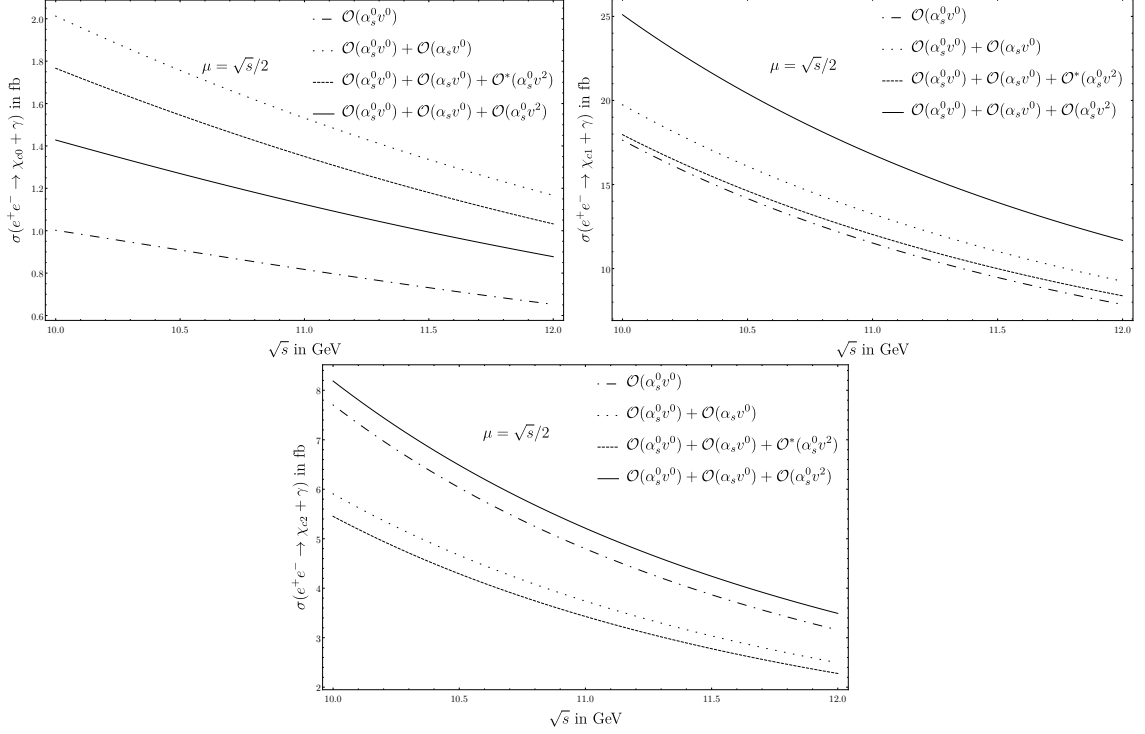 σ(e⁺e⁻ → χc0 + γ) in fb
2.0
1.8
1.6
1.4
1.2
1.0
0.8
0.6
μ = √s/2
O(αs⁰v⁰)
O(αs⁰v⁰) + O(αsv⁰)
O(αs⁰v⁰) + O(αsv⁰) + O*(αs⁰v²)
O(αs⁰v⁰) + O(αsv⁰) + O(αs⁰v²)
10.0 10.5 11.0 11.5 12.0
√s in GeV
σ(e⁺e⁻ → χc1 + γ) in fb
25
20
15
10
μ = √s/2
O(αs⁰v⁰)
O(αs⁰v⁰) + O(αsv⁰)
O(αs⁰v⁰) + O(αsv⁰) + O*(αs⁰v²)
O(αs⁰v⁰) + O(αsv⁰) + O(αs⁰v²)
10.0 10.5 11.0 11.5 12.0
√s in GeV
σ(e⁺e⁻ → χc2 + γ) in fb
8
7
6
5
4
3
2
μ = √s/2
O(αs⁰v⁰)
O(αs⁰v⁰) + O(αsv⁰)
O(αs⁰v⁰) + O(αsv⁰) + O*(αs⁰v²)
O(αs⁰v⁰) + O(αsv⁰) + O(αs⁰v²)
10.0 10.5 11.0 11.5 12.0
√s in GeV